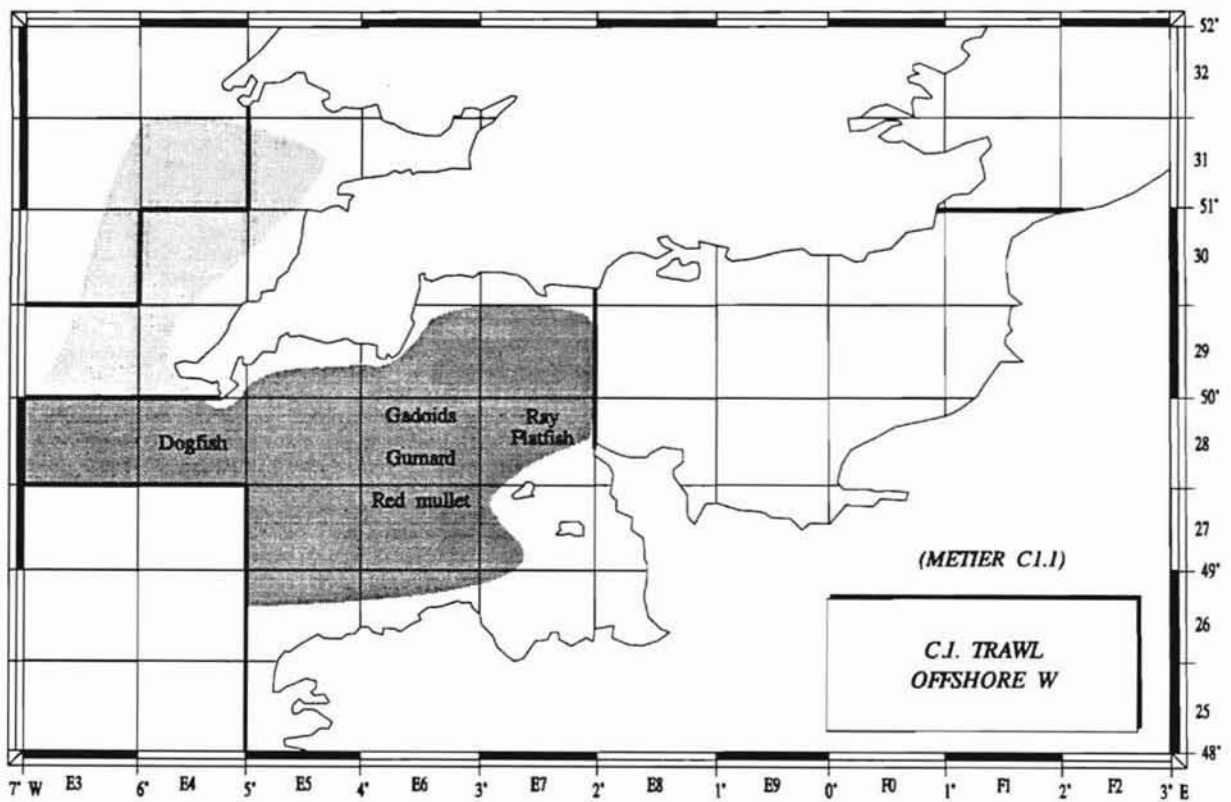 52°
32
31
51°
30
29
50°
28
27
49°
26
25
48°
Dogfish
Gadoids
Gurnard
Red mullet
Ray
Flatfish
(METIER C1.1)
C.1. TRAWL
OFFSHORE W
7° W E3 6° E4 5° E5 4° E6 3° E7 2° E8 1° E9 0° F0 1° F1 2° F2 3° E